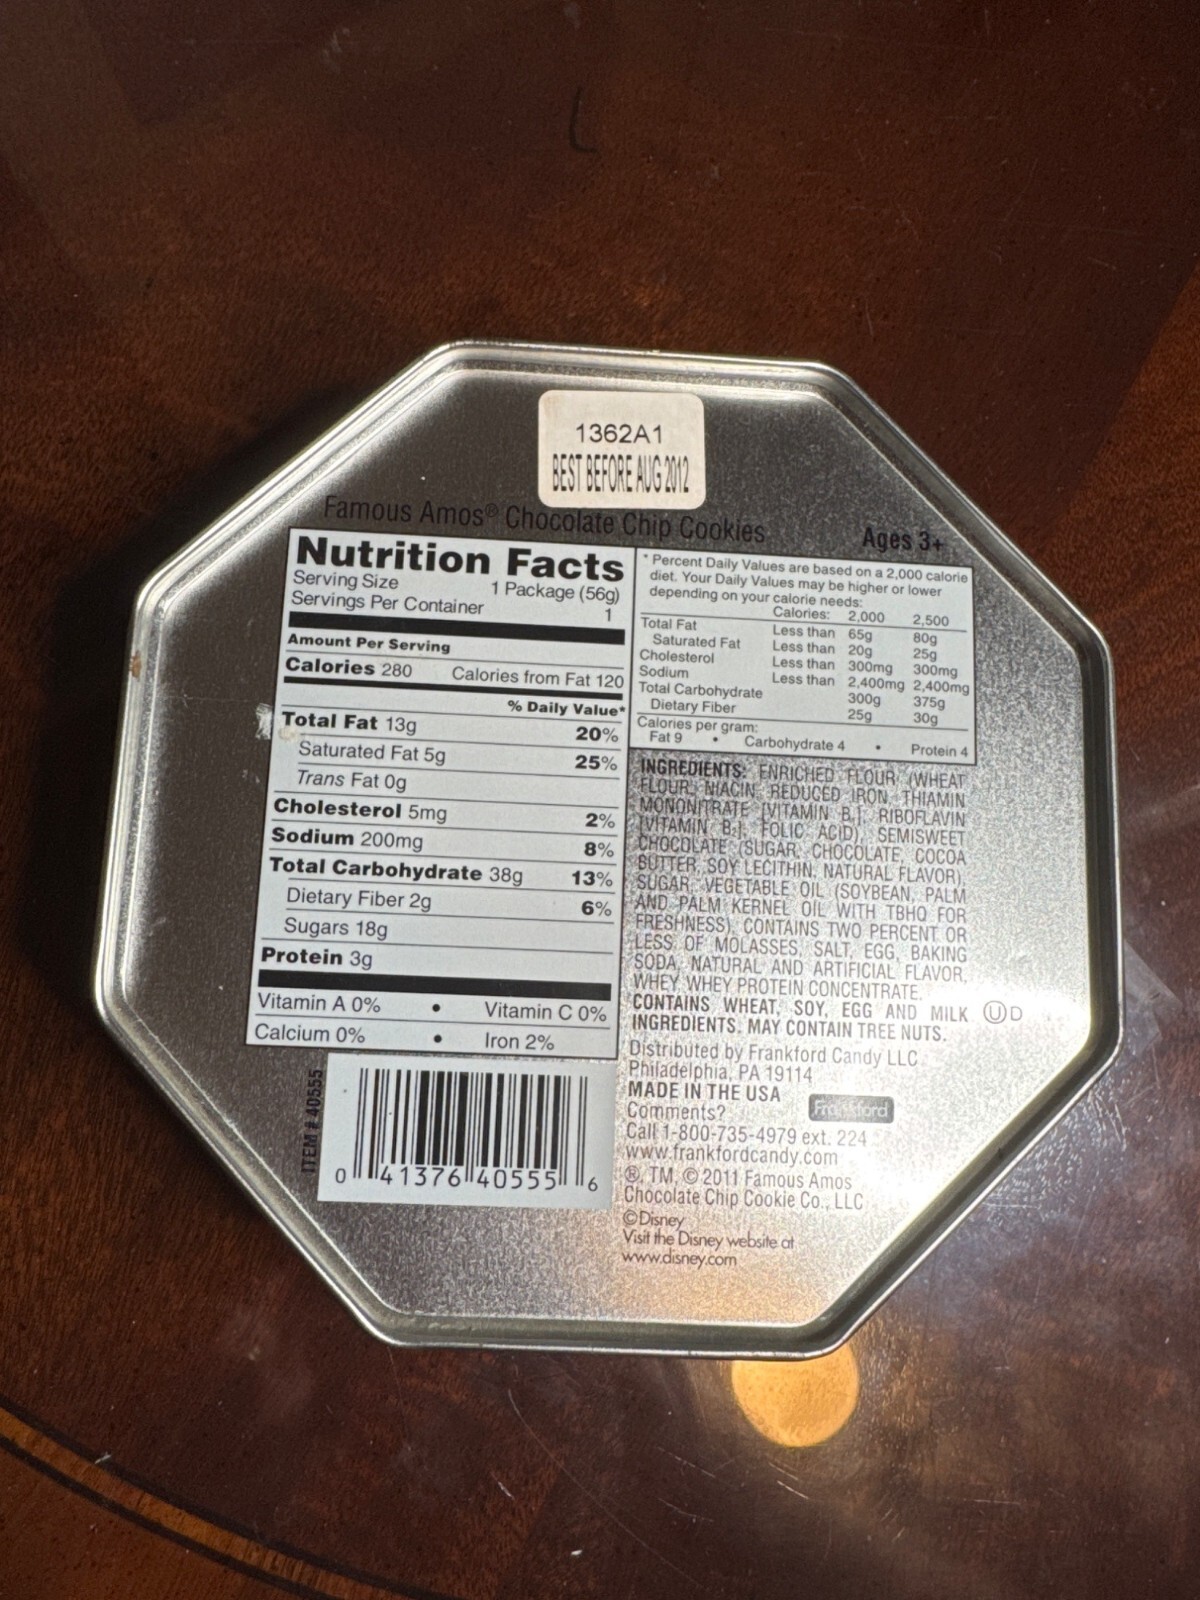 1362A1
BEST BEFORE AUG 2012
Famous Amos® Chocolate Chip Cookies
Ages 3+
Nutrition Facts
Serving Size 1 Package (56g)
Servings Per Container 1
Amount Per Serving
Calories 280 Calories from Fat 120
% Daily Value*
Total Fat 13g 20%
Saturated Fat 5g 25%
Trans Fat 0g
Cholesterol 5mg 2%
Sodium 200mg 8%
Total Carbohydrate 38g 13%
Dietary Fiber 2g 6%
Sugars 18g
Protein 3g
Vitamin A 0% • Vitamin C 0%
Calcium 0% • Iron 2%
* Percent Daily Values are based on a 2,000 calorie
diet. Your Daily Values may be higher or lower
depending on your calorie needs:
Calories: 2,000 2,500
Total Fat Less than 65g 80g
Saturated Fat Less than 20g 25g
Cholesterol Less than 300mg 300mg
Sodium Less than 2,400mg 2,400mg
Total Carbohydrate 300g 375g
Dietary Fiber 25g 30g
Calories per gram:
Fat 9 • Carbohydrate 4 • Protein 4
INGREDIENTS: ENRICHED FLOUR (WHEAT
FLOUR, NIACIN, REDUCED IRON, THIAMIN
MONONITRATE [VITAMIN B₁], RIBOFLAVIN
[VITAMIN B₂], FOLIC ACID), SEMISWEET
CHOCOLATE (SUGAR, CHOCOLATE, COCOA
BUTTER, SOY LECITHIN, NATURAL FLAVOR),
SUGAR, VEGETABLE OIL (SOYBEAN, PALM
AND PALM KERNEL OIL WITH TBHQ FOR
FRESHNESS), CONTAINS TWO PERCENT OR
LESS OF MOLASSES, SALT, EGG, BAKING
SODA, NATURAL AND ARTIFICIAL FLAVOR,
WHEY, WHEY PROTEIN CONCENTRATE.
CONTAINS WHEAT, SOY, EGG AND MILK Ⓤ D
INGREDIENTS. MAY CONTAIN TREE NUTS.
Distributed by Frankford Candy LLC
Philadelphia, PA 19114
MADE IN THE USA
Frankford
Comments?
Call 1-800-735-4979 ext. 224
www.frankfordcandy.com
®, TM, © 2011 Famous Amos
Chocolate Chip Cookie Co., LLC
©Disney
Visit the Disney website at
www.disney.com
ITEM # 40555
0 41376 40555 6